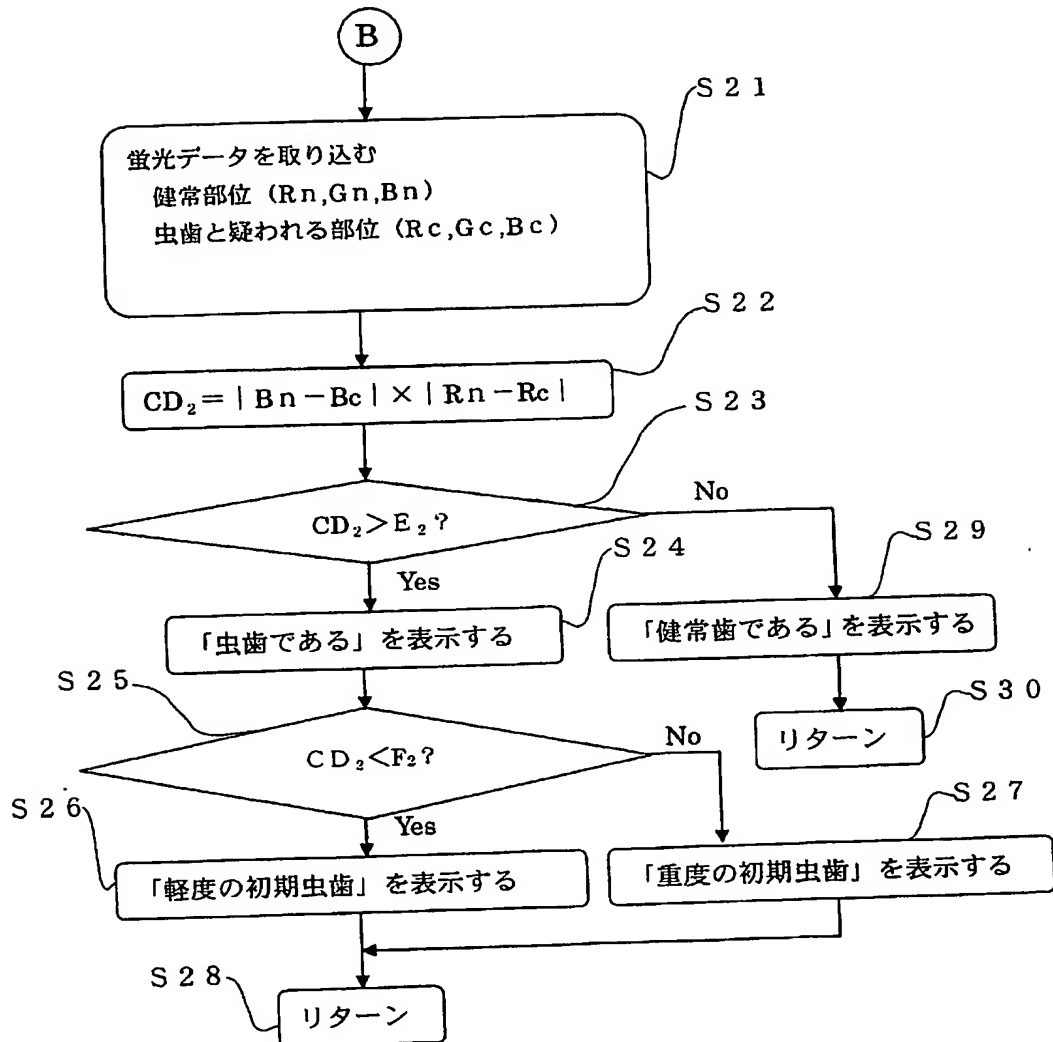 B
S21
蛍光データを取り込む
健常部位（Rn,Gn,Bn）
虫歯と疑われる部位（Rc,Gc,Bc）
S22
CD₂＝｜Bn－Bc｜×｜Rn－Rc｜
S23
CD₂＞E₂？
No
Yes
S24
「虫歯である」を表示する
S29
「健常歯である」を表示する
S30
リターン
S25
CD₂<F₂？
No
Yes
S26
「軽度の初期虫歯」を表示する
S27
「重度の初期虫歯」を表示する
S28
リターン